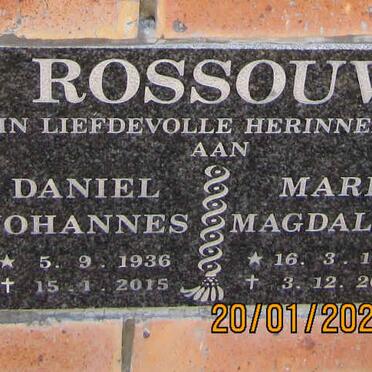 ROSSOUW
IN LIEFDEVOLLE HERINNE
AAN
DANIEL
OHANNES
★ 5. 9. 1936
✝ 15. 1. 2015
MARI
MAGDAL
★ 16. 3. 1
✝ 3. 12. 20
20/01/202